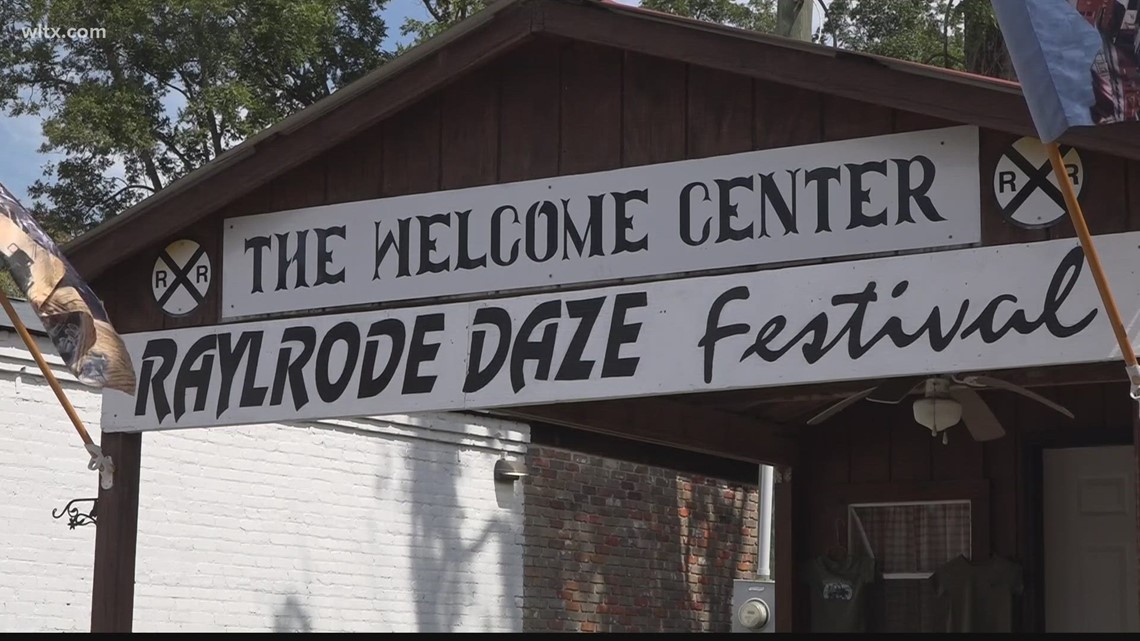 wltx.com
THE WELCOME CENTER
R R
R R
RAYLRODE DAZE Festival